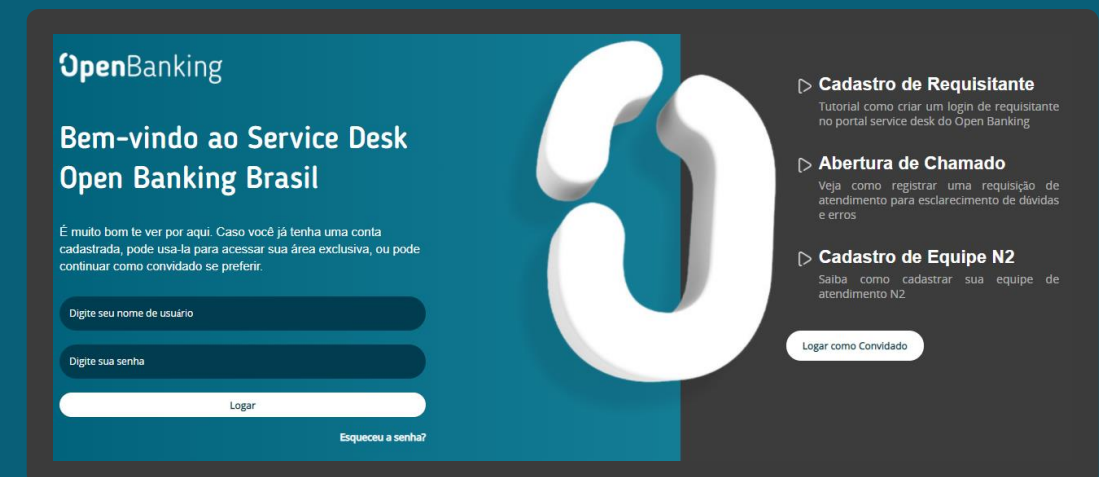 OpenBanking
Bem-vindo ao Service Desk
Open Banking Brasil
É muito bom te ver por aqui. Caso você já tenha uma conta
cadastrada, pode usa-la para acessar sua área exclusiva, ou pode
continuar como convidado se preferir.
Digite seu nome de usuário
Digite sua senha
Logar
Esqueceu a senha?
Cadastro de Requisitante
Tutorial como criar um login de requisitante
no portal service desk do Open Banking
Abertura de Chamado
Veja como registrar uma requisição de
atendimento para esclarecimento de dúvidas
e erros
Cadastro de Equipe N2
Saiba como cadastrar sua equipe de
atendimento N2
Logar como Convidado